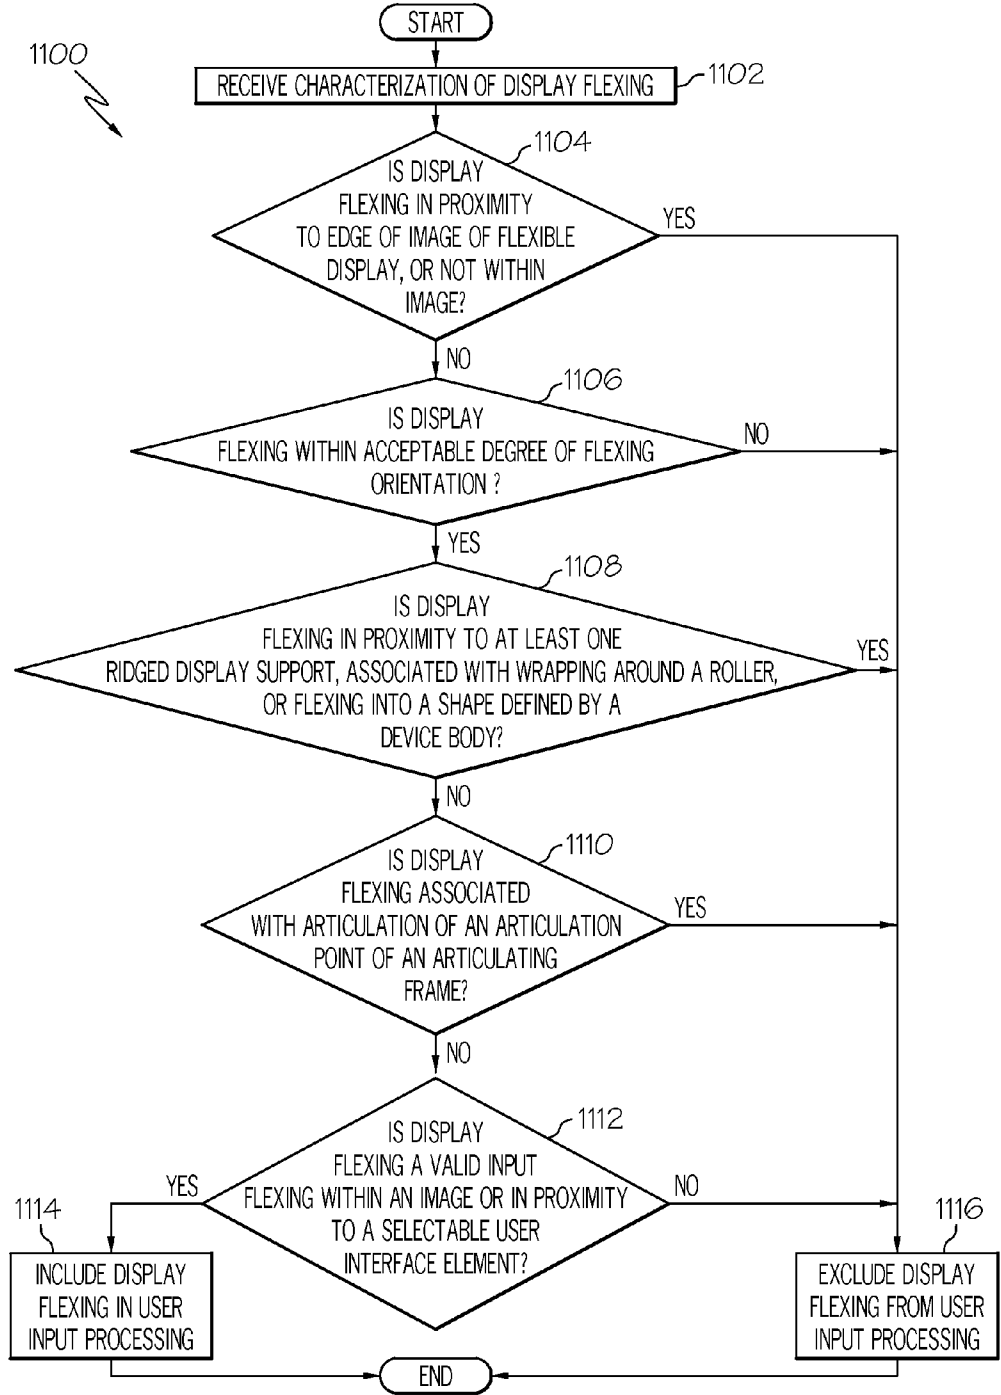 START
1100
RECEIVE CHARACTERIZATION OF DISPLAY FLEXING
1102
1104
IS DISPLAY
FLEXING IN PROXIMITY
TO EDGE OF IMAGE OF FLEXIBLE
DISPLAY, OR NOT WITHIN
IMAGE?
YES
NO
1106
IS DISPLAY
FLEXING WITHIN ACCEPTABLE DEGREE OF FLEXING
ORIENTATION ?
NO
YES
1108
IS DISPLAY
FLEXING IN PROXIMITY TO AT LEAST ONE
RIDGED DISPLAY SUPPORT, ASSOCIATED WITH WRAPPING AROUND A ROLLER,
OR FLEXING INTO A SHAPE DEFINED BY A
DEVICE BODY?
YES
NO
1110
IS DISPLAY
FLEXING ASSOCIATED
WITH ARTICULATION OF AN ARTICULATION
POINT OF AN ARTICULATING
FRAME?
YES
NO
1112
IS DISPLAY
FLEXING A VALID INPUT
FLEXING WITHIN AN IMAGE OR IN PROXIMITY
TO A SELECTABLE USER
INTERFACE ELEMENT?
YES
NO
1114
INCLUDE DISPLAY
FLEXING IN USER
INPUT PROCESSING
1116
EXCLUDE DISPLAY
FLEXING FROM USER
INPUT PROCESSING
END